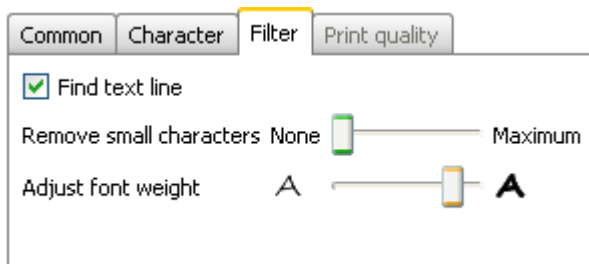 Common Character Filter Print quality
Find text line
Remove small characters None Maximum
Adjust font weight A A